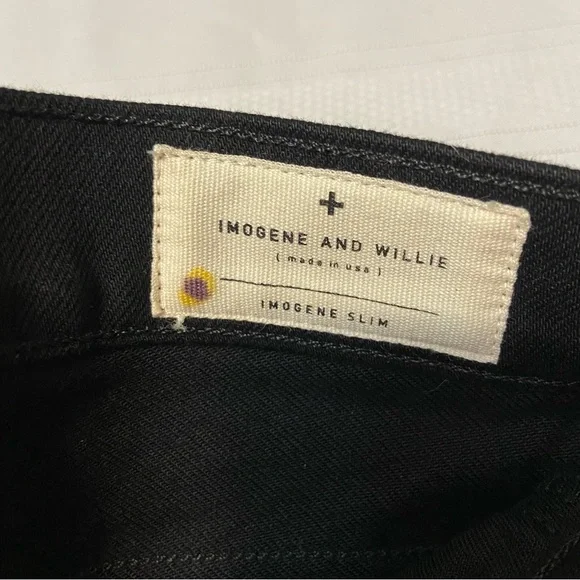 +
IMOGENE AND WILLIE
( made in usa )
IMOGENE SLIM